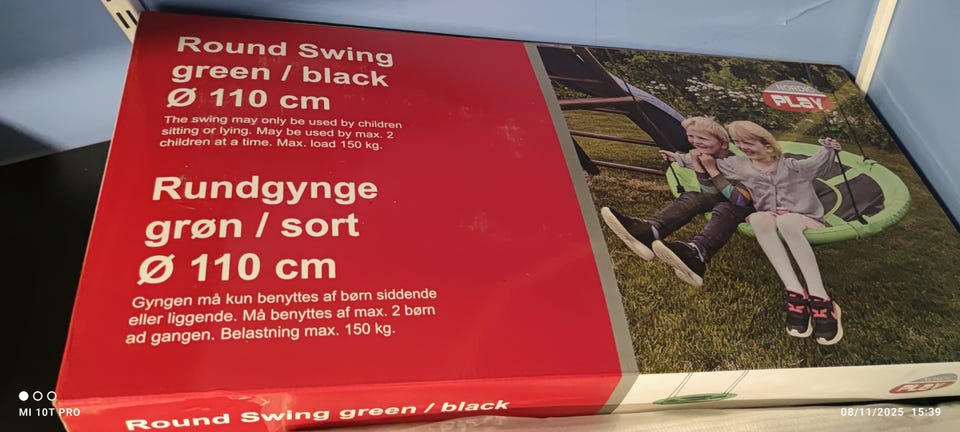 Round Swing
green / black
Ø 110 cm
The swing may only be used by children
sitting or lying. May be used by max. 2
children at a time. Max. load 150 kg.
Rundgynge
grøn / sort
Ø 110 cm
Gyngen må kun benyttes af børn siddende
eller liggende. Må benyttes af max. 2 børn
ad gangen. Belastning max. 150 kg.
NORDIC
PLAY
Round Swing green / black
PLAY
MI 10T PRO
08/11/2025 15:39